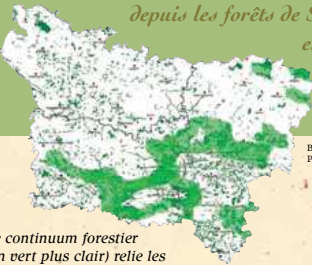 depuis les forêts de S
e
B
P
e continuum forestier
n vert plus clair) relie les